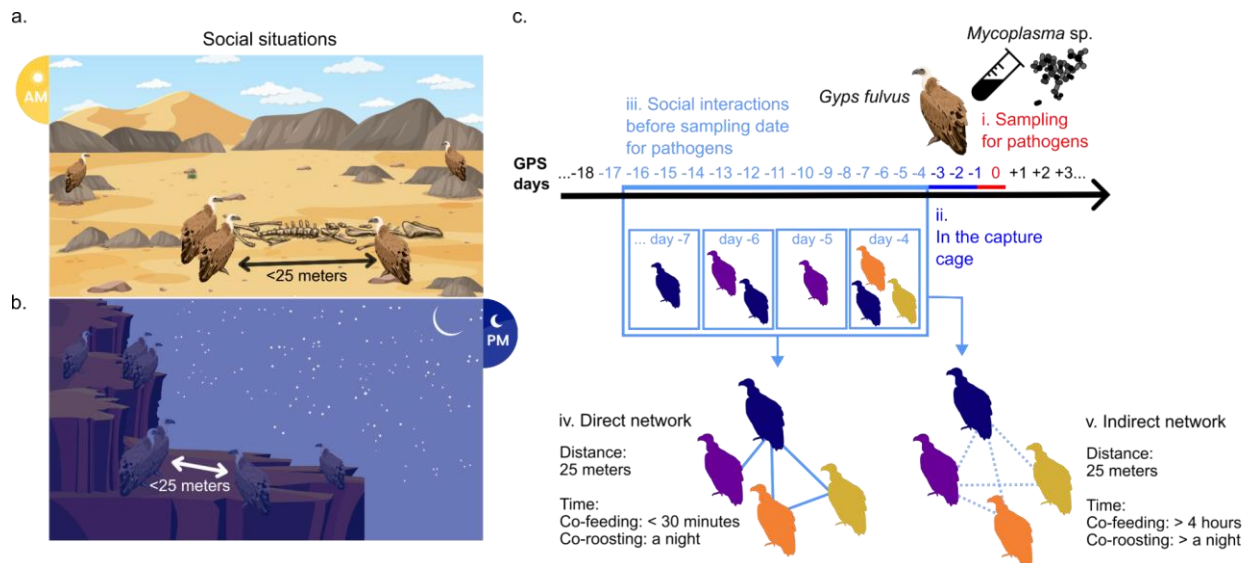 a.
Social situations
AM
<25 meters
b.
PM
<25 meters
c.
Mycoplasma sp.
Gyps fulvus
i. Sampling
for pathogens
iii. Social interactions
before sampling date
for pathogens
GPS
days
...-18 -17 -16 -15 -14 -13 -12 -11 -10 -9 -8 -7 -6 -5 -4 -3 -2 -1 0 +1 +2 +3...
ii.
In the capture
cage
... day -7
day -6
day -5
day -4
iv. Direct network
Distance:
25 meters
Time:
Co-feeding: < 30 minutes
Co-roosting: a night
v. Indirect network
Distance:
25 meters
Time:
Co-feeding: > 4 hours
Co-roosting: > a night